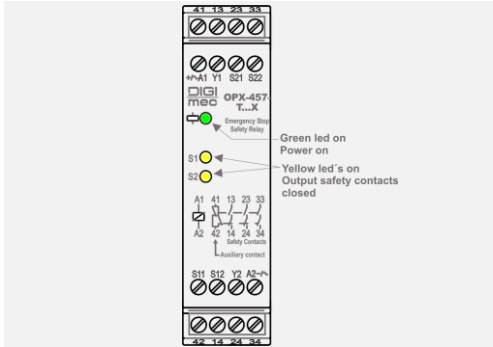 41 13 23 33
+/~A1 Y1 S21 S22
DIGI
mec
OPX-457-
T...X
Emergency Stop
Safety Relay
Green led on
Power on
S1
S2
Yellow led´s on
Output safety contacts
closed
A1 41 13 23 33
A2 42 14 24 34
Safety Contacts
Auxiliary contact
S11 S12 Y2 A2-/~
42 14 24 34